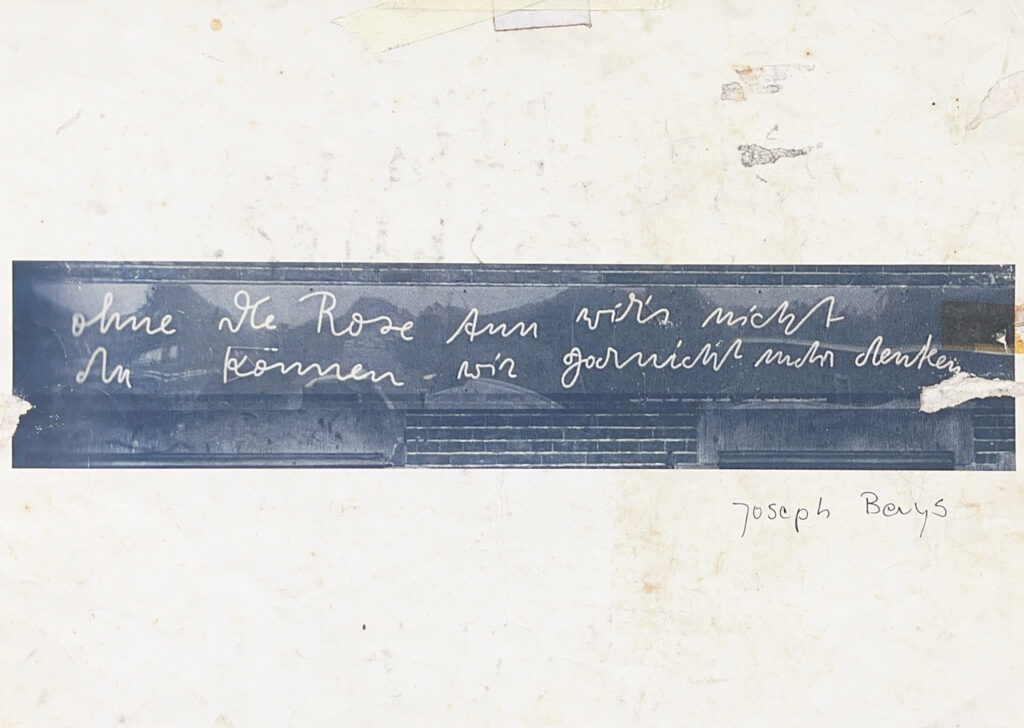 ohne die Rose tun wir's nicht
da können wir garnicht mehr denken
Joseph Beuys